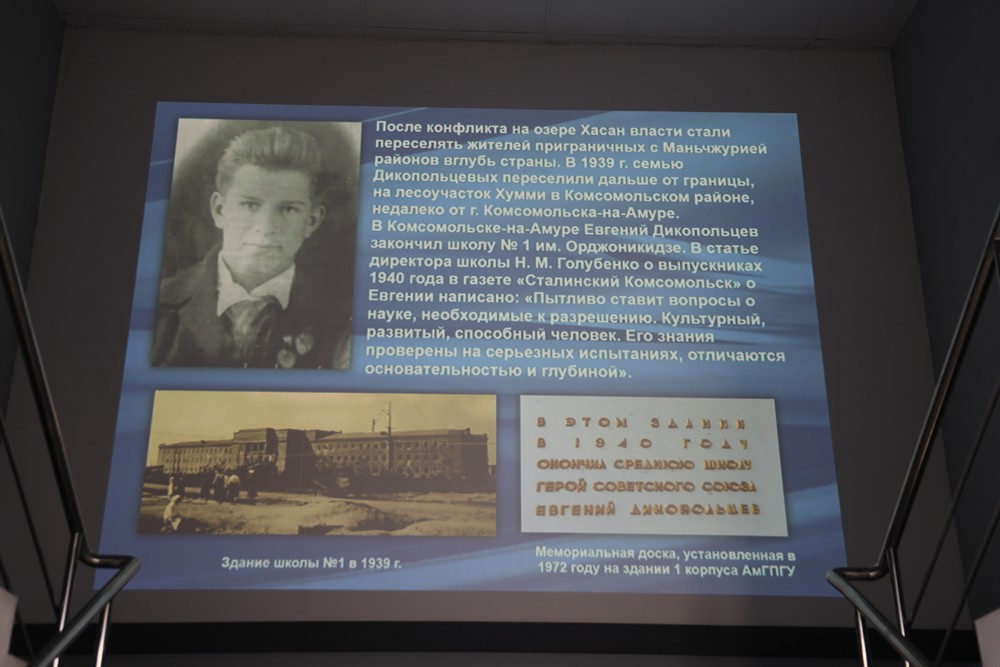 После конфликта на озере Хасан власти стали
переселять жителей приграничных с Маньчжурией
районов вглубь страны. В 1939 г. семью
Дикопольцевых переселили дальше от границы,
на лесоучасток Хумми в Комсомольском районе,
недалеко от г. Комсомольска-на-Амуре.
В Комсомольске-на-Амуре Евгений Дикопольцев
закончил школу № 1 им. Орджоникидзе. В статье
директора школы Н. М. Голубенко о выпускниках
1940 года в газете «Сталинский Комсомольск» о
Евгении написано: «Пытливо ставит вопросы о
науке, необходимые к разрешению. Культурный,
развитый, способный человек. Его знания
проверены на серьезных испытаниях, отличаются
основательностью и глубиной».
В ЭТОМ ЗДАНИИ
В 1940 ГОДУ
ОКОНЧИЛ СРЕДНЮЮ ШКОЛУ
ГЕРОЙ СОВЕТСКОГО СОЮЗА
ЕВГЕНИЙ ДИКОПОЛЬЦЕВ
Здание школы №1 в 1939 г.
Мемориальная доска, установленная в
1972 году на здании 1 корпуса АмГПГУ